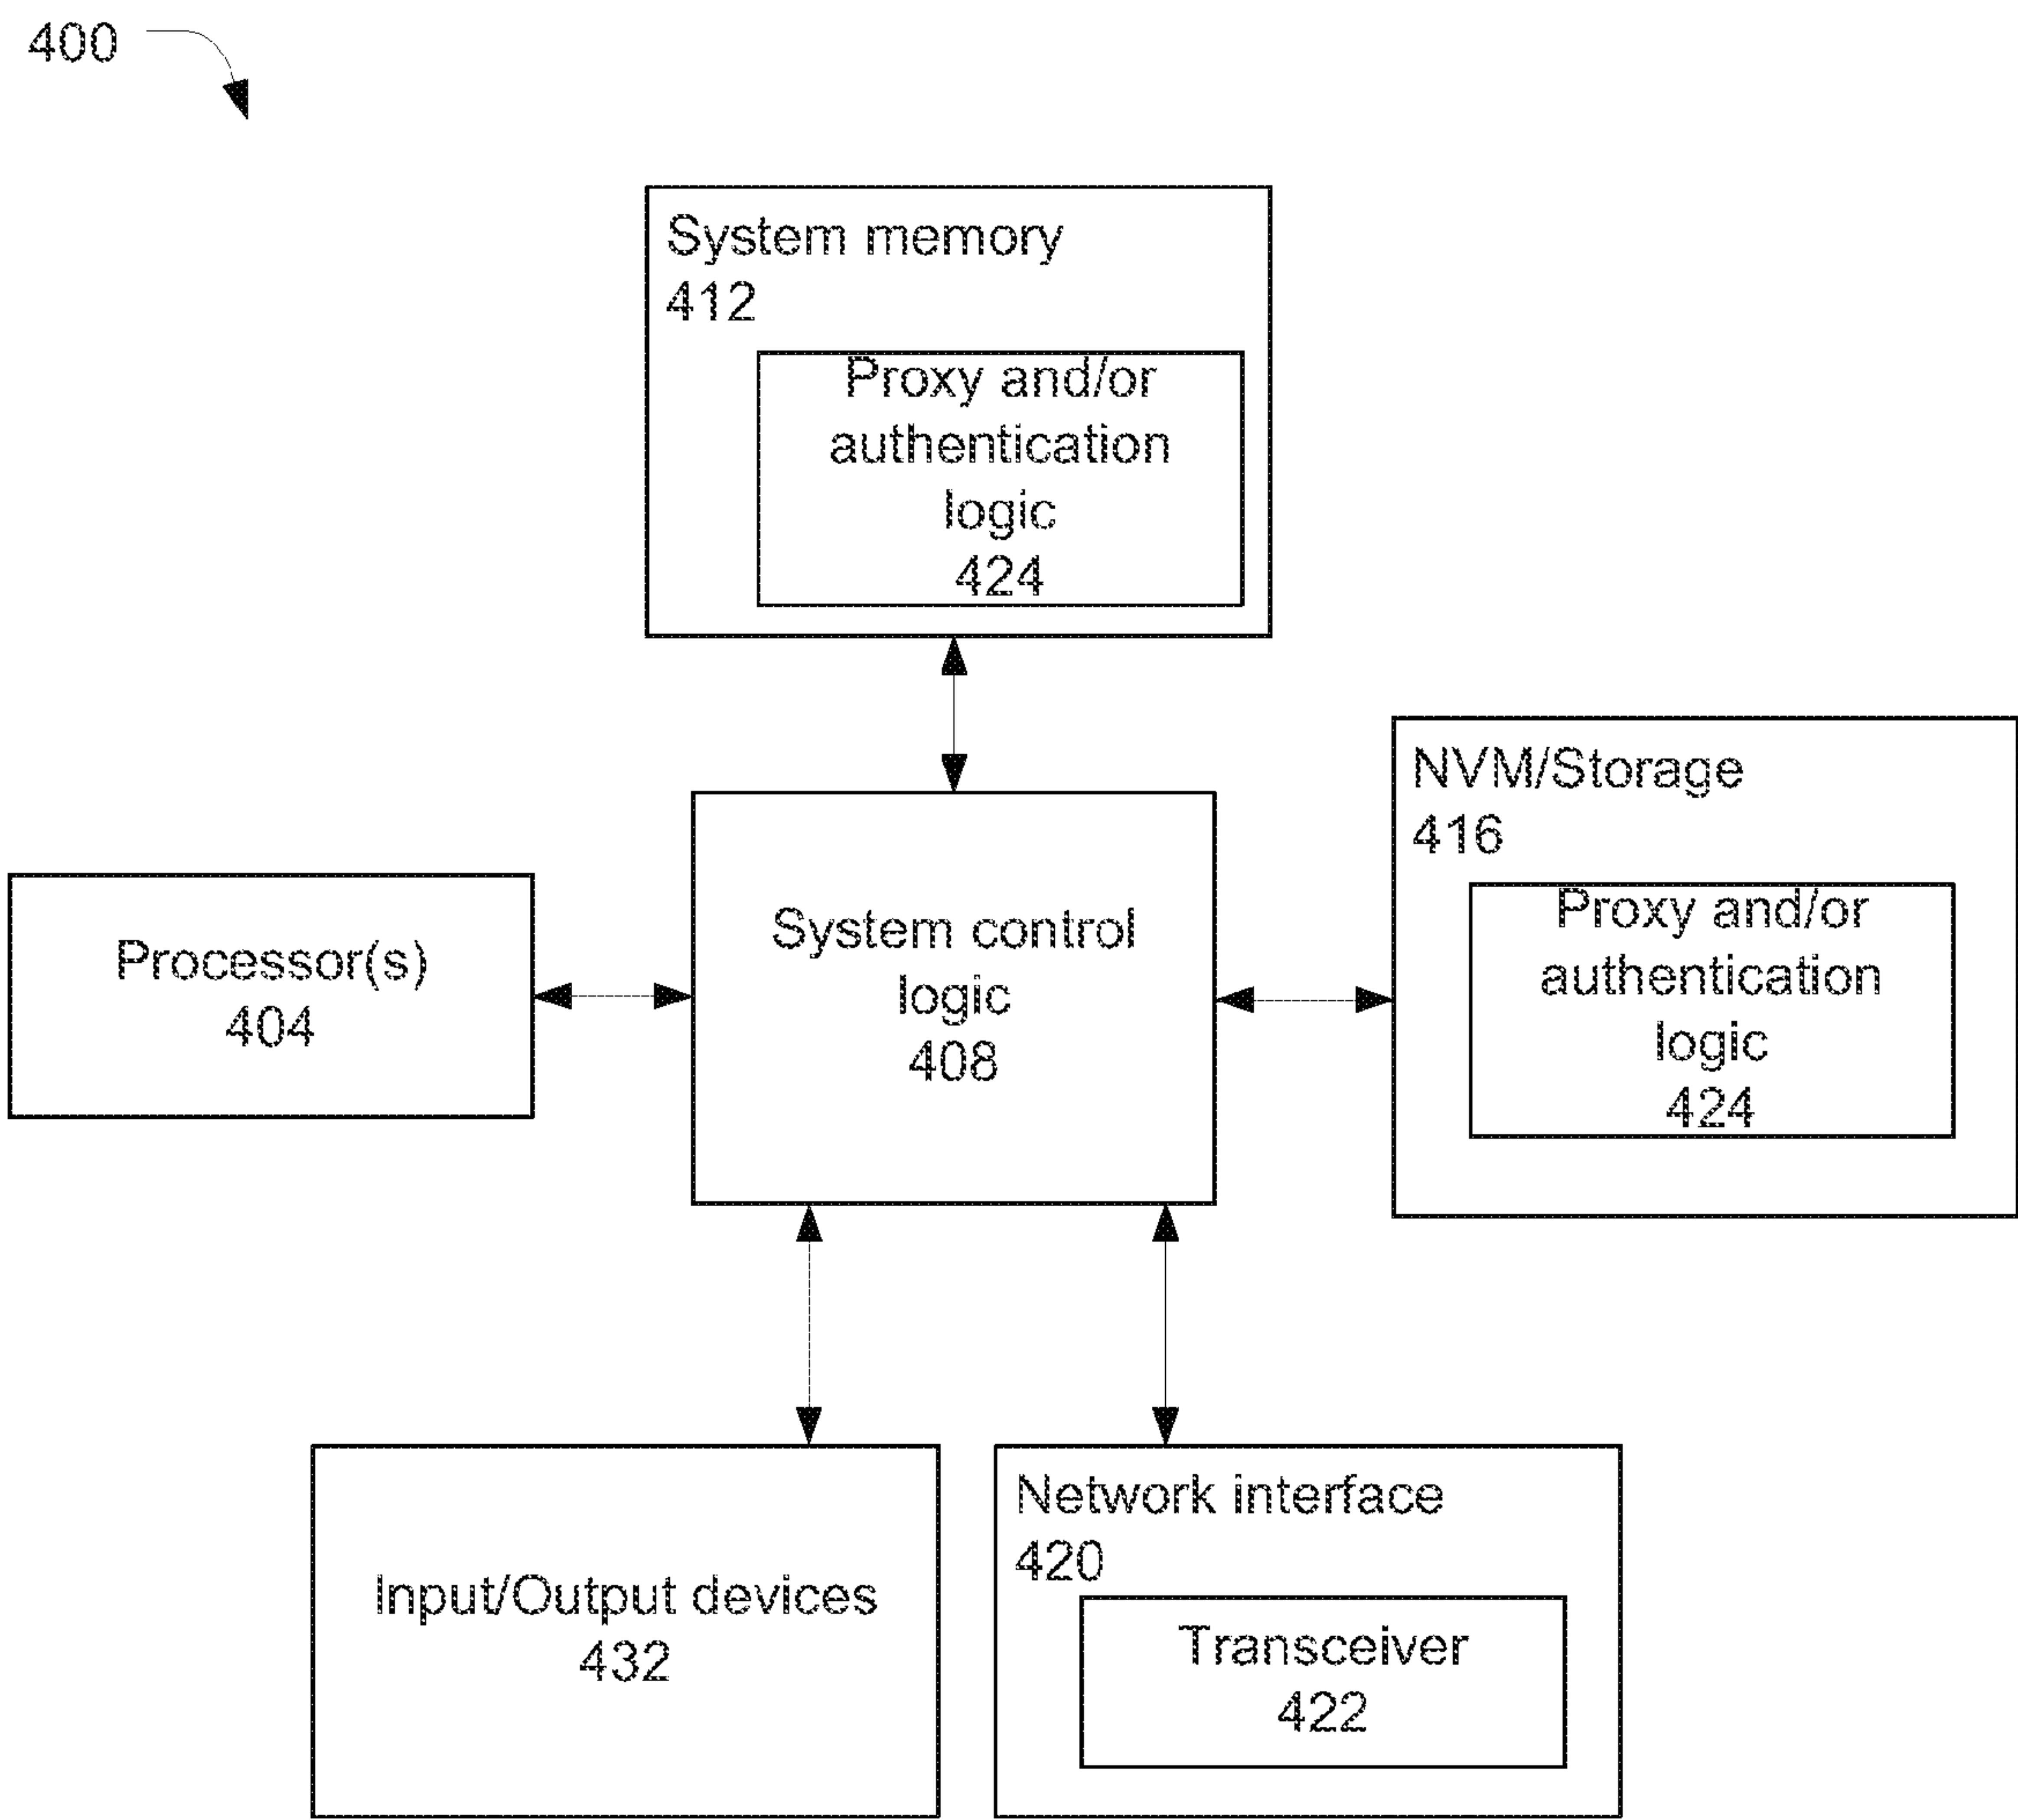 400
System memory
412
Proxy and/or
authentication
logic
424
NVM/Storage
416
Proxy and/or
authentication
logic
424
Processor(s)
404
System control
logic
408
Input/Output devices
432
Network interface
420
Transceiver
422